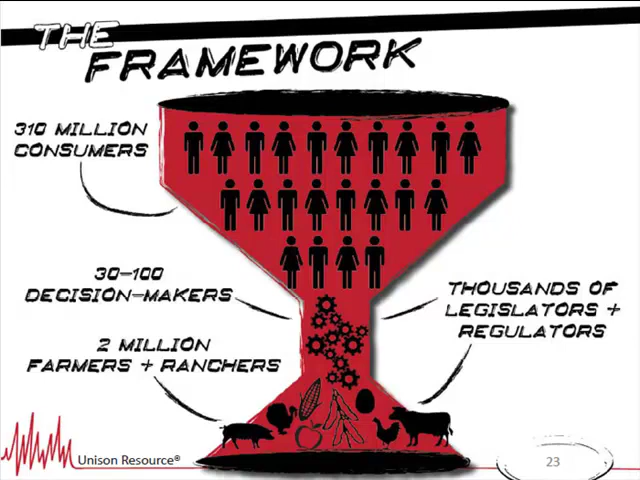 THE
FRAMEWORK
310 MILLION
CONSUMERS
30-100
DECISION-MAKERS
THOUSANDS OF
LEGISLATORS +
REGULATORS
2 MILLION
FARMERS + RANCHERS
Unison Resource®
23